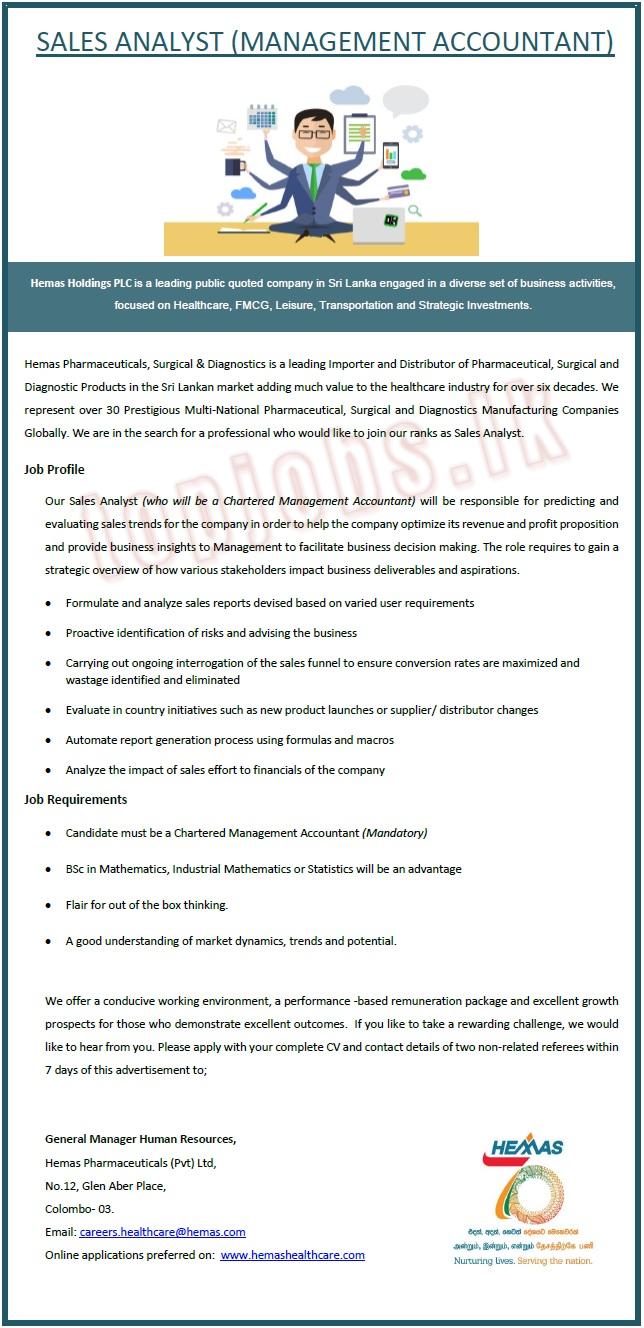 SALES ANALYST (MANAGEMENT ACCOUNTANT)
Hemas Holdings PLC is a leading public quoted company in Sri Lanka engaged in a diverse set of business activities,
focused on Healthcare, FMCG, Leisure, Transportation and Strategic Investments.
Hemas Pharmaceuticals, Surgical & Diagnostics is a leading Importer and Distributor of Pharmaceutical, Surgical and
Diagnostic Products in the Sri Lankan market adding much value to the healthcare industry for over six decades. We
represent over 30 Prestigious Multi-National Pharmaceutical, Surgical and Diagnostics Manufacturing Companies
Globally. We are in the search for a professional who would like to join our ranks as Sales Analyst.
topjobs.lk
Job Profile
Our Sales Analyst (who will be a Chartered Management Accountant) will be responsible for predicting and
evaluating sales trends for the company in order to help the company optimize its revenue and profit proposition
and provide business insights to Management to facilitate business decision making. The role requires to gain a
strategic overview of how various stakeholders impact business deliverables and aspirations.
• Formulate and analyze sales reports devised based on varied user requirements
• Proactive identification of risks and advising the business
• Carrying out ongoing interrogation of the sales funnel to ensure conversion rates are maximized and
wastage identified and eliminated
• Evaluate in country initiatives such as new product launches or supplier/ distributor changes
• Automate report generation process using formulas and macros
• Analyze the impact of sales effort to financials of the company
Job Requirements
• Candidate must be a Chartered Management Accountant (Mandatory)
• BSc in Mathematics, Industrial Mathematics or Statistics will be an advantage
• Flair for out of the box thinking.
• A good understanding of market dynamics, trends and potential.
We offer a conducive working environment, a performance -based remuneration package and excellent growth
prospects for those who demonstrate excellent outcomes. If you like to take a rewarding challenge, we would
like to hear from you. Please apply with your complete CV and contact details of two non-related referees within
7 days of this advertisement to;
General Manager Human Resources,
Hemas Pharmaceuticals (Pvt) Ltd,
No.12, Glen Aber Place,
Colombo- 03.
Email: careers.healthcare@hemas.com
Online applications preferred on: www.hemashealthcare.com
HEMAS
70
එදත්, අදත්, හෙටත් දේශයට මෙහෙවරක්
அன்றும், இன்றும், என்றும் தேசத்திற்கே பணி
Nurturing lives. Serving the nation.